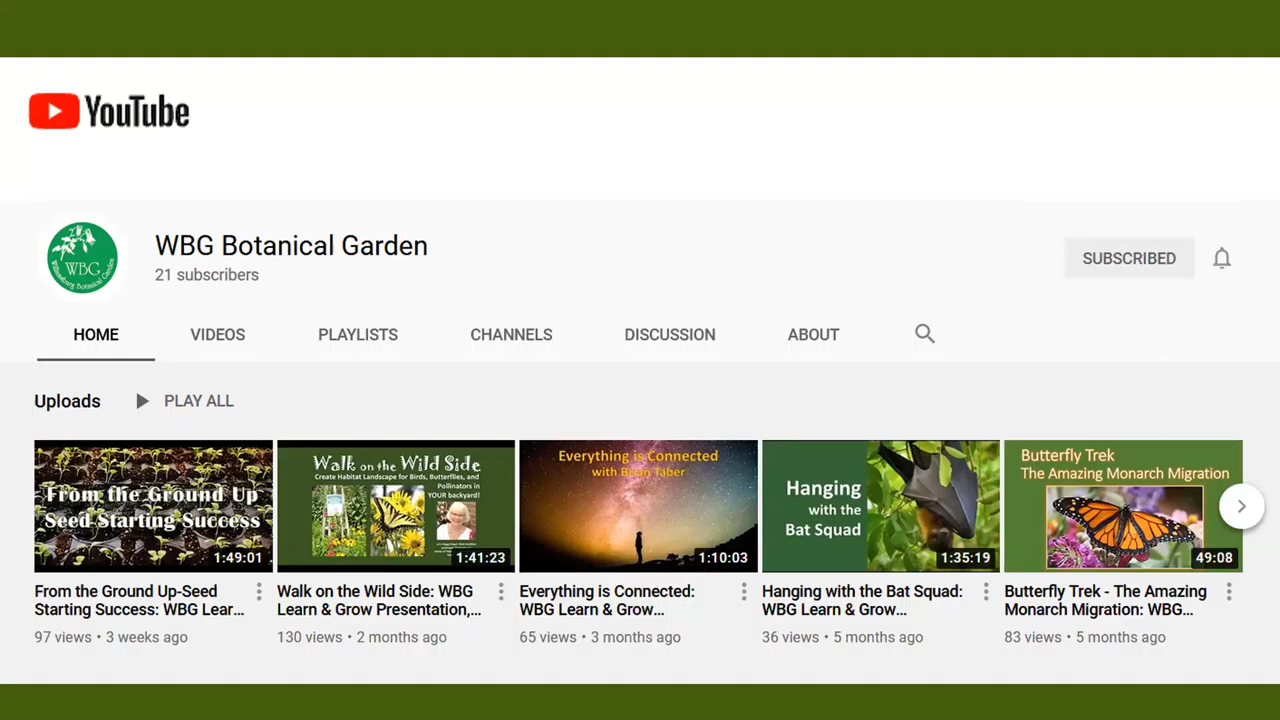 YouTube
WBG Botanical Garden
21 subscribers
SUBSCRIBED
WBG
Williamsburg Botanical Garden
HOME
VIDEOS
PLAYLISTS
CHANNELS
DISCUSSION
ABOUT
Uploads
PLAY ALL
From the Ground Up
Seed Starting Success
1:49:01
From the Ground Up-Seed
Starting Success: WBG Lear...
97 views • 3 weeks ago
Walk on the Wild Side
Create Habitat Landscape for Birds, Butterflies, and
Pollinators in
YOUR backyard!
1:41:23
Walk on the Wild Side: WBG
Learn & Grow Presentation,...
130 views • 2 months ago
Everything is Connected
with Taber
1:10:03
Everything is Connected:
WBG Learn & Grow...
65 views • 3 months ago
Hanging
with the
Bat Squad
1:35:19
Hanging with the Bat Squad:
WBG Learn & Grow...
36 views • 5 months ago
Butterfly Trek
The Amazing Monarch Migration
49:08
Butterfly Trek - The Amazing
Monarch Migration: WBG...
83 views • 5 months ago